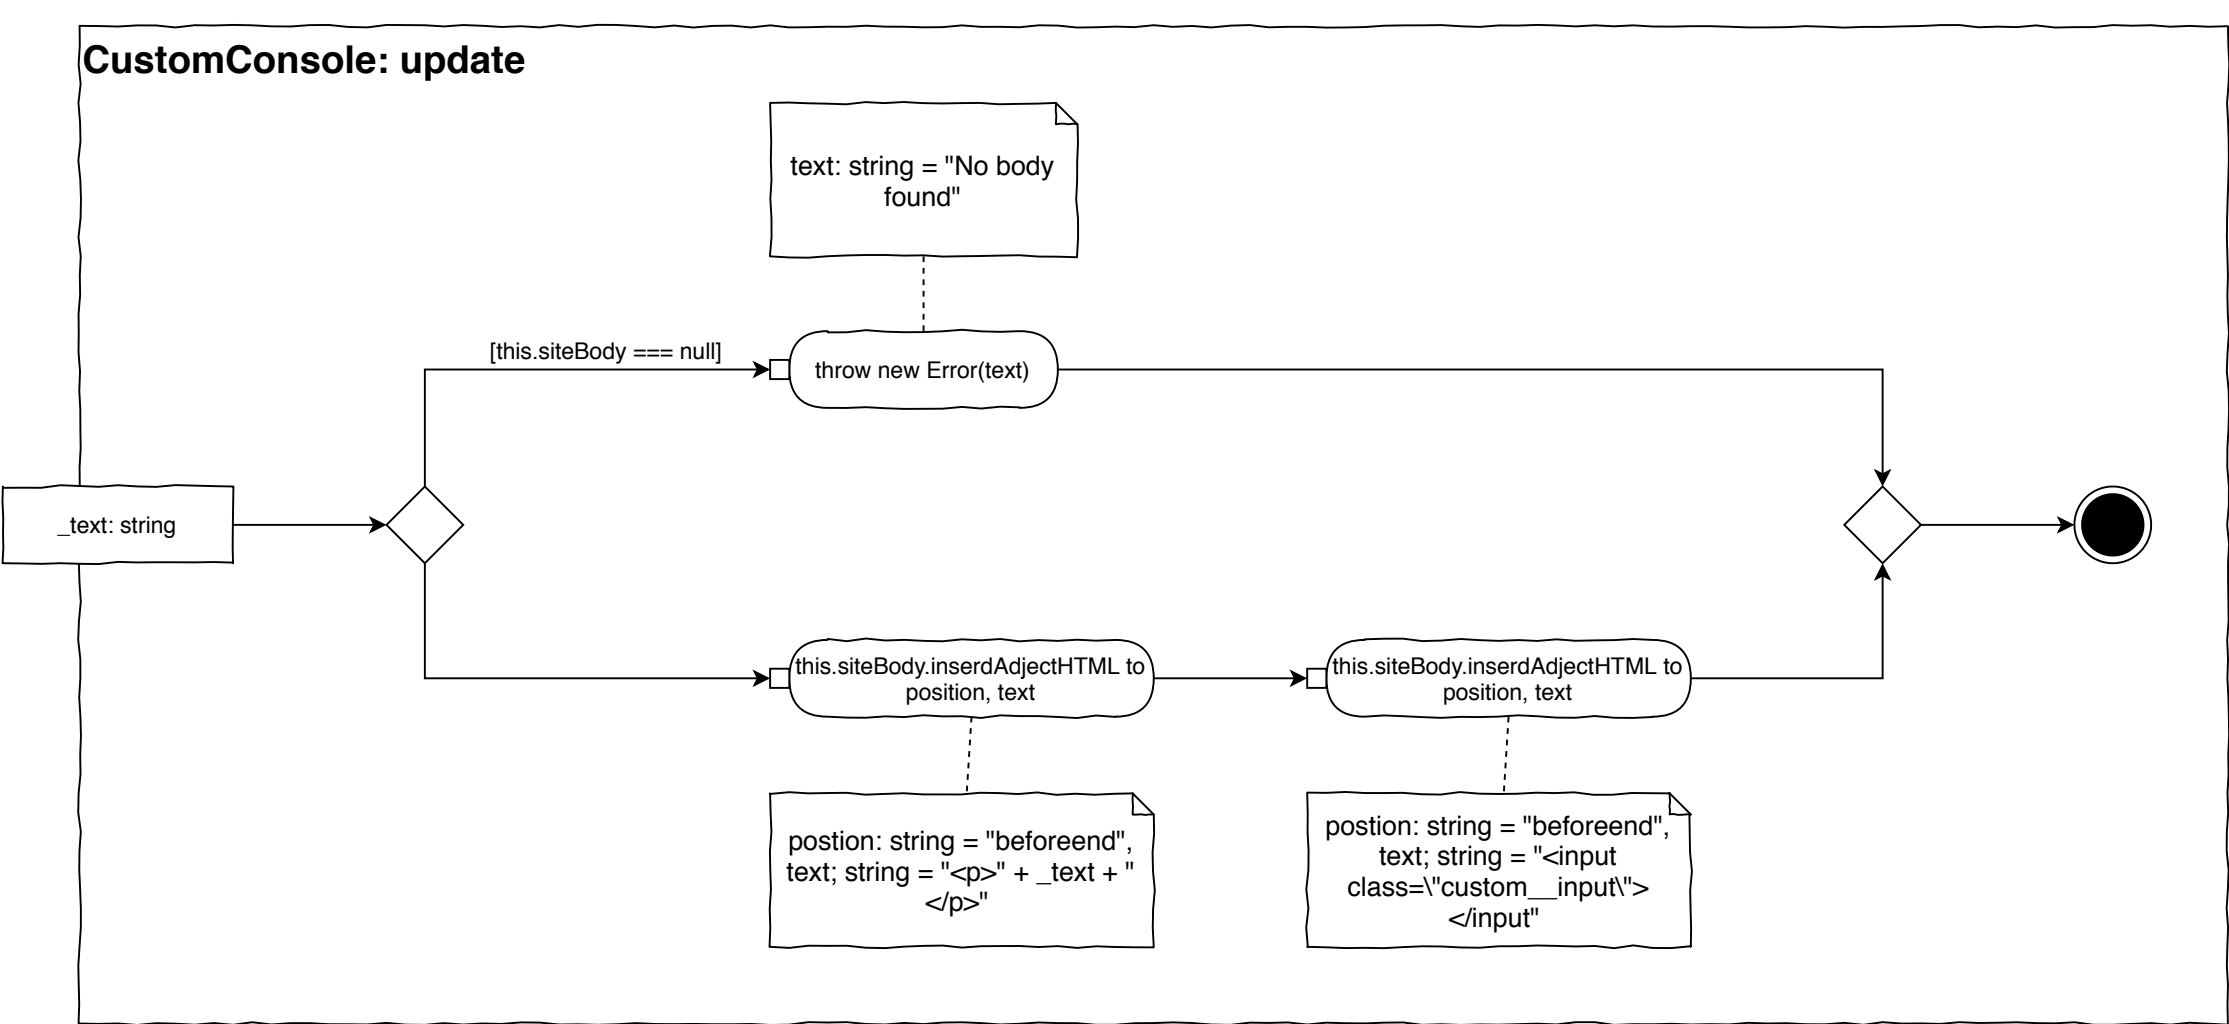 CustomConsole: update
text: string = "No body
found"
[this.siteBody === null]
throw new Error(text)
_text: string
this.siteBody.inserdAdjectHTML to
position, text
this.siteBody.inserdAdjectHTML to
position, text
postion: string = "beforeend",
text; string = "<p>" + _text + "
</p>"
postion: string = "beforeend",
text; string = "<input
class=\"custom__input\">
</input"